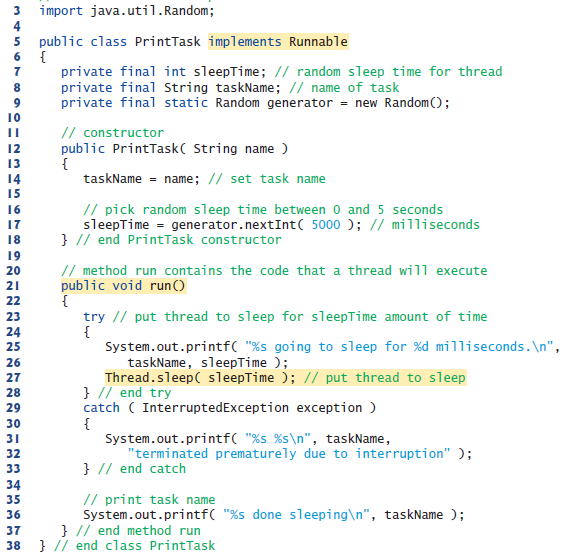 3 import java.util.Random;
4
5 public class PrintTask implements Runnable
6 {
7 private final int sleepTime; // random sleep time for thread
8 private final String taskName; // name of task
9 private final static Random generator = new Random();
10
11 // constructor
12 public PrintTask( String name )
13 {
14 taskName = name; // set task name
15
16 // pick random sleep time between 0 and 5 seconds
17 sleepTime = generator.nextInt( 5000 ); // milliseconds
18 } // end PrintTask constructor
19
20 // method run contains the code that a thread will execute
21 public void run()
22 {
23 try // put thread to sleep for sleepTime amount of time
24 {
25 System.out.printf( "%s going to sleep for %d milliseconds.\n",
26 taskName, sleepTime );
27 Thread.sleep( sleepTime ); // put thread to sleep
28 } // end try
29 catch ( InterruptedException exception )
30 {
31 System.out.printf( "%s %s\n", taskName,
32 "terminated prematurely due to interruption" );
33 } // end catch
34
35 // print task name
36 System.out.printf( "%s done sleeping\n", taskName );
37 } // end method run
38 } // end class PrintTask